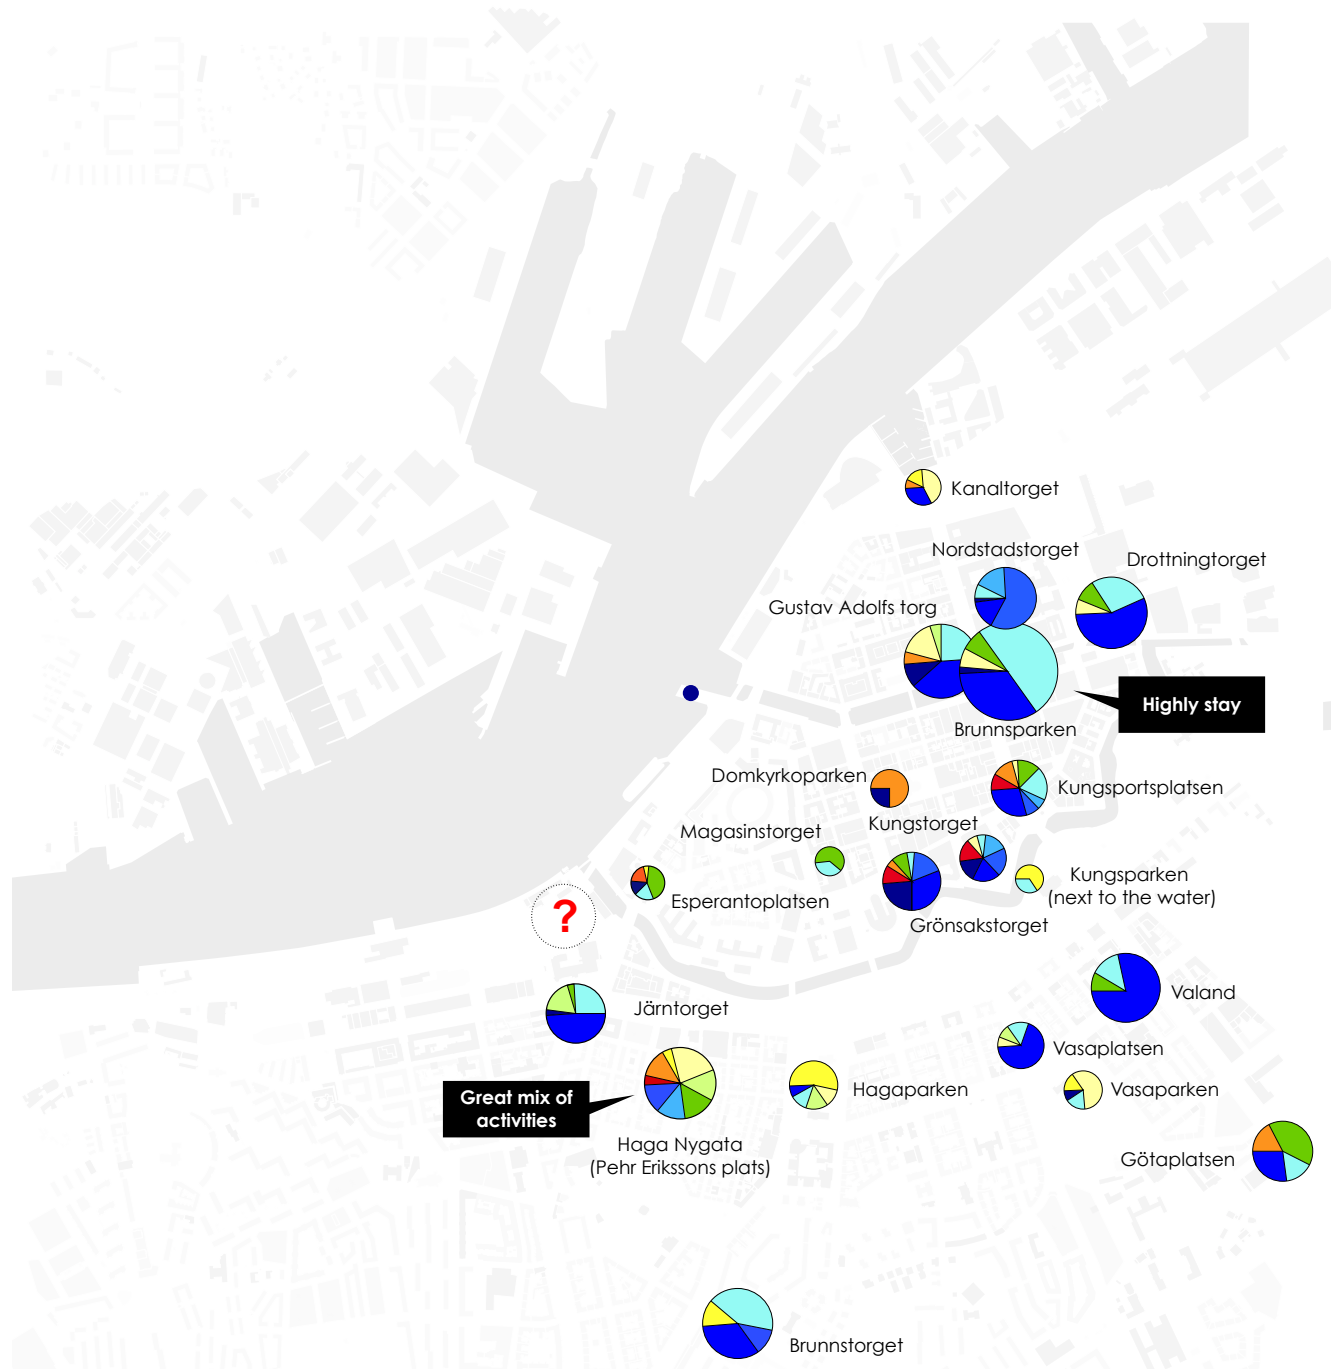 Kanaltorget
Nordstadstorget
Drottningtorget
Gustav Adolfs torg
Highly stay
Brunnsparken
Domkyrkoparken
Kungsportsplatsen
Magasinstorget
Kungstorget
Kungsparken
(next to the water)
Esperantoplatsen
?
Grönsakstorget
Valand
Järntorget
Vasaplatsen
Hagaparken
Vasaparken
Great mix of
activities
Haga Nygata
(Pehr Erikssons plats)
Götaplatsen
Brunnstorget